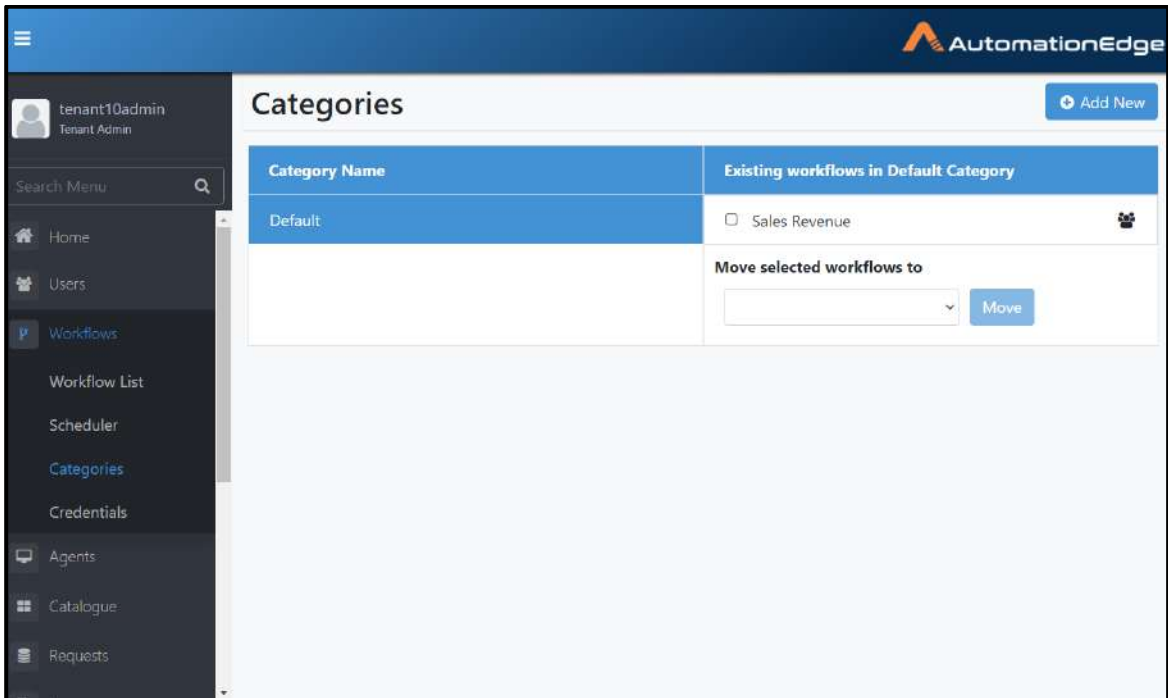 AutomationEdge
tenant10admin
Tenant Admin
Search Menu
Home
Users
Workflows
Workflow List
Scheduler
Categories
Credentials
Agents
Catalogue
Requests
Categories
Add New
Category Name
Existing workflows in Default Category
Default
Sales Revenue
Move selected workflows to
Move